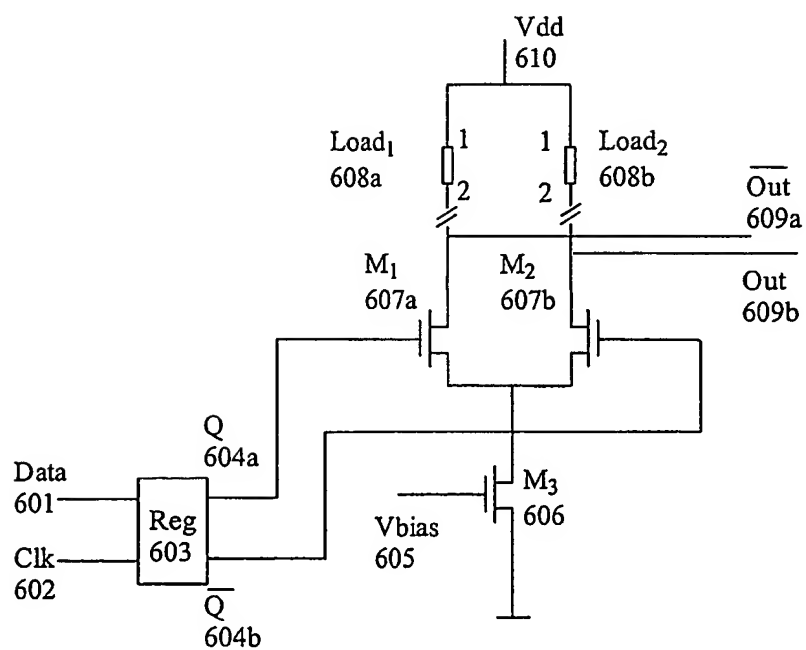 Vdd
610
Load₁
608a
1
2
1
2
Load₂
608b
O̅u̅t̅
609a
Out
609b
M₁
607a
M₂
607b
Q
604a
Data
601
Clk
602
Reg
603
Q̅
604b
Vbias
605
M₃
606